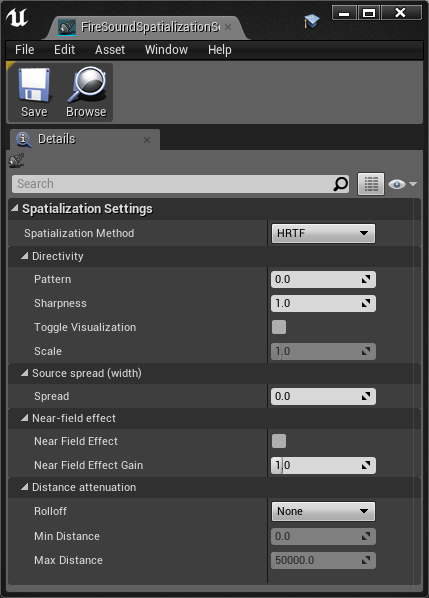 FireSoundSpatializationSe
File Edit Asset Window Help
Save Browse
Details
Search
Spatialization Settings
Spatialization Method HRTF
Directivity
Pattern 0.0
Sharpness 1.0
Toggle Visualization
Scale 1.0
Source spread (width)
Spread 0.0
Near-field effect
Near Field Effect
Near Field Effect Gain 1.0
Distance attenuation
Rolloff None
Min Distance 0.0
Max Distance 50000.0